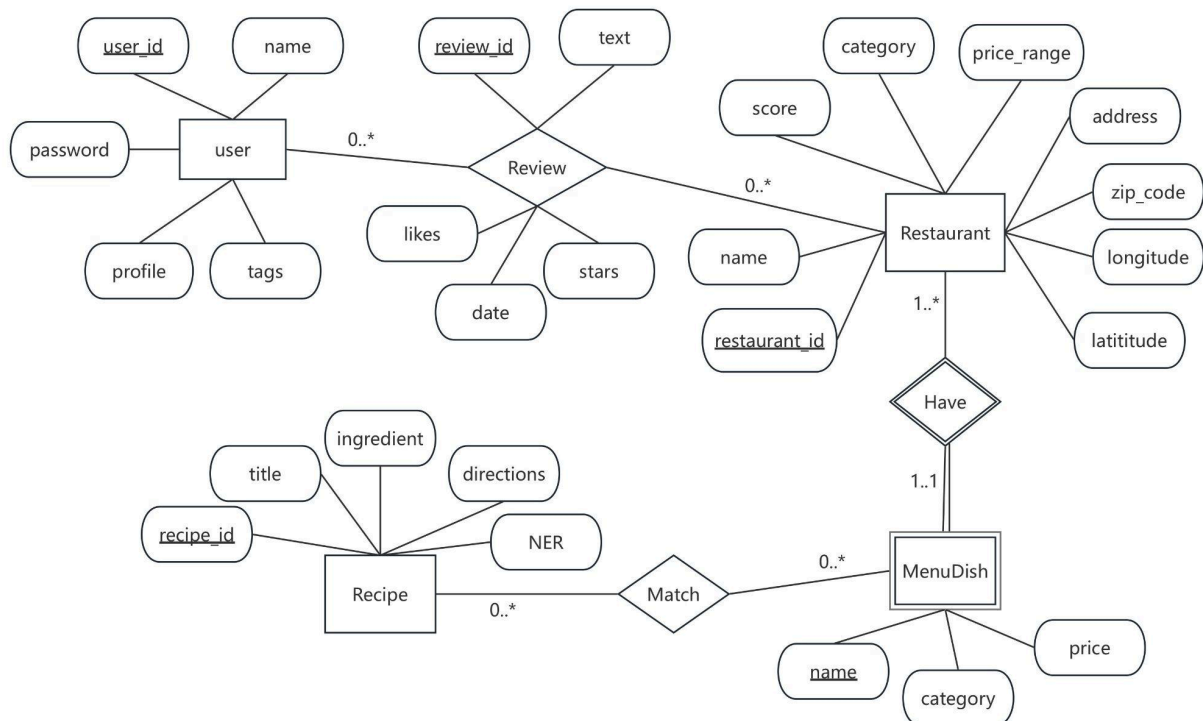 user_id
name
review_id
text
category
price_range
score
address
password
user
0..*
Review
0..*
zip_code
Restaurant
likes
name
longitude
profile
tags
stars
date
1..*
restaurant_id
latititude
Have
ingredient
title
directions
1..1
recipe_id
NER
MenuDish
0..*
Recipe
Match
0..*
name
category
price